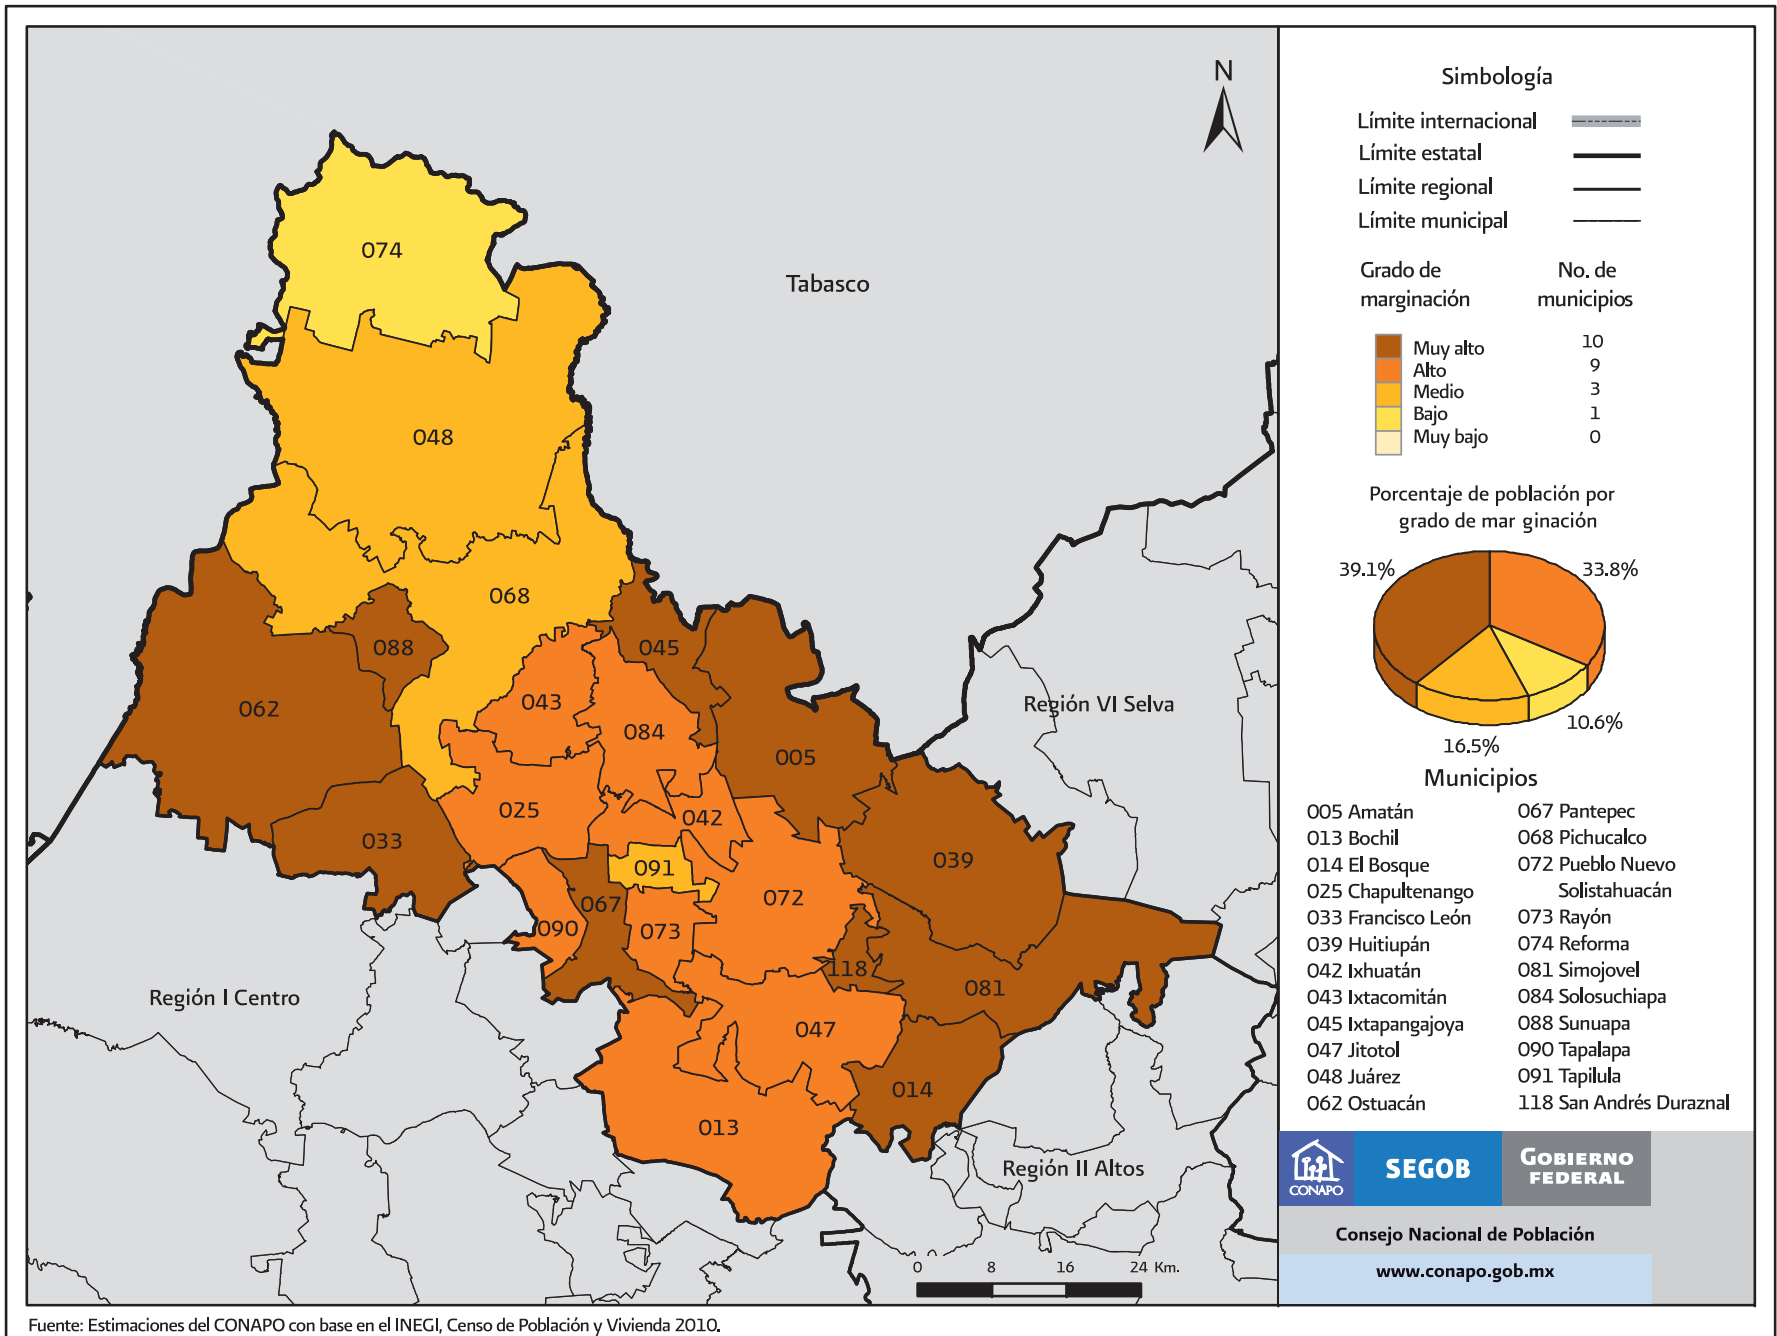 N
Tabasco
074
048
068
088
045
062
043
084
005
Región VI Selva
025
042
033
039
091
067
072
090
073
118
081
Región I Centro
047
014
013
Región II Altos
0 8 16 24 Km.
Simbología
Límite internacional
Límite estatal
Límite regional
Límite municipal
Grado de marginación
No. de municipios
Muy alto 10
Alto 9
Medio 3
Bajo 1
Muy bajo 0
Porcentaje de población por
grado de mar ginación
39.1%
33.8%
10.6%
16.5%
Municipios
005 Amatán
013 Bochil
014 El Bosque
025 Chapultenango
033 Francisco León
039 Huitiupán
042 Ixhuatán
043 Ixtacomitán
045 Ixtapangajoya
047 Jitotol
048 Juárez
062 Ostuacán
067 Pantepec
068 Pichucalco
072 Pueblo Nuevo
Solistahuacán
073 Rayón
074 Reforma
081 Simojovel
084 Solosuchiapa
088 Sunuapa
090 Tapalapa
091 Tapilula
118 San Andrés Duraznal
CONAPO
SEGOB
GOBIERNO
FEDERAL
Consejo Nacional de Población
www.conapo.gob.mx
Fuente: Estimaciones del CONAPO con base en el INEGI, Censo de Población y Vivienda 2010.